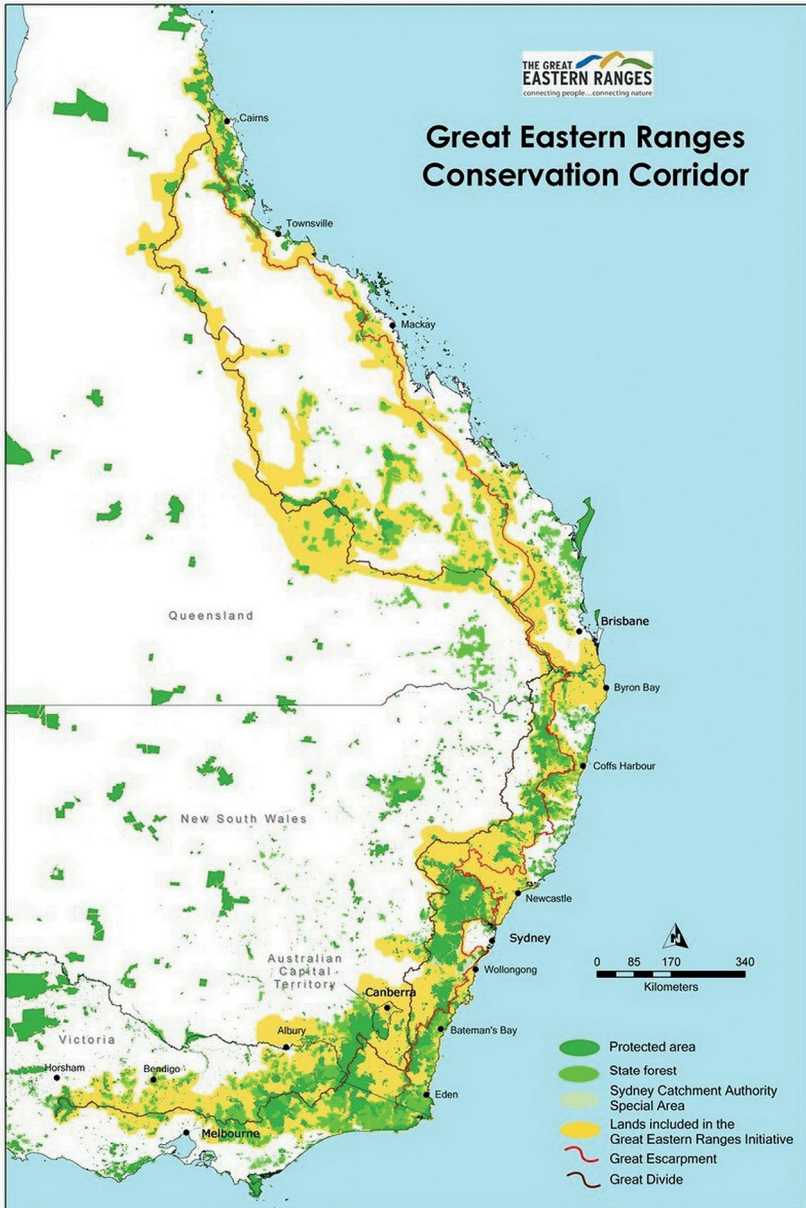 THE GREAT
EASTERN RANGES
connecting people...connecting nature
Great Eastern Ranges
Conservation Corridor
Cairns
Townsville
Mackay
Queensland
Brisbane
Byron Bay
Coffs Harbour
New South Wales
Newcastle
Sydney
Wollongong
Australian
Capital
Territory
Canberra
Bateman's Bay
Albury
Victoria
Horsham
Bendigo
Eden
Melbourne
0 85 170 340
Kilometers
Protected area
State forest
Sydney Catchment Authority
Special Area
Lands included in the
Great Eastern Ranges Initiative
Great Escarpment
Great Divide